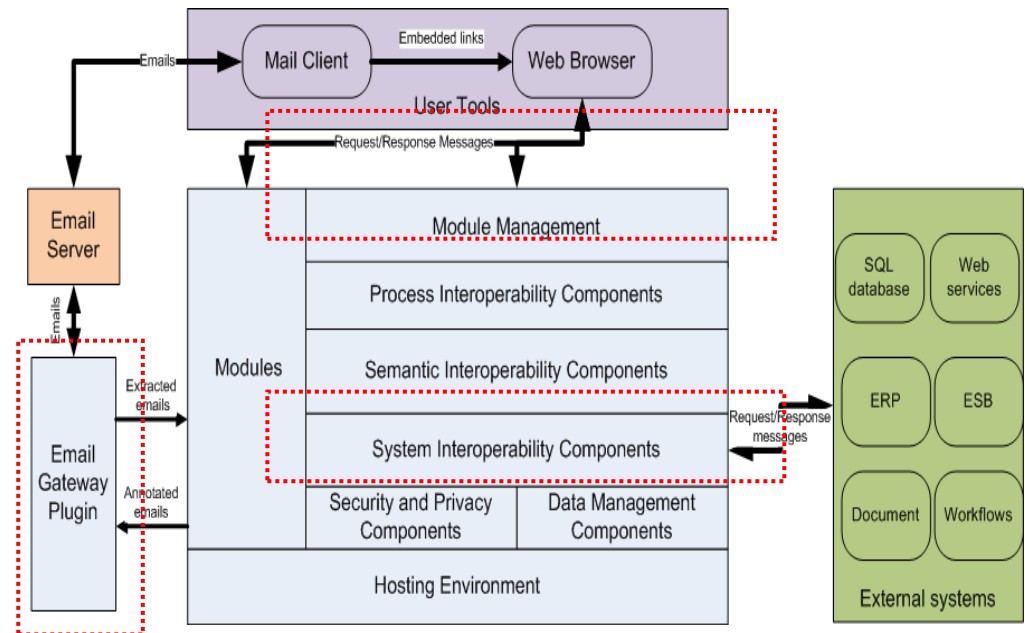 Emails
Mail Client
Embedded links
Web Browser
User Tools
Request/Response Messages
Email
Server
Emails
Email
Gateway
Plugin
Extracted
emails
Annotated
emails
Modules
Module Management
Process Interoperability Components
Semantic Interoperability Components
System Interoperability Components
Security and Privacy
Components
Data Management
Components
Hosting Environment
Request/Response
messages
SQL
database
Web
services
ERP
ESB
Document
Workflows
External systems